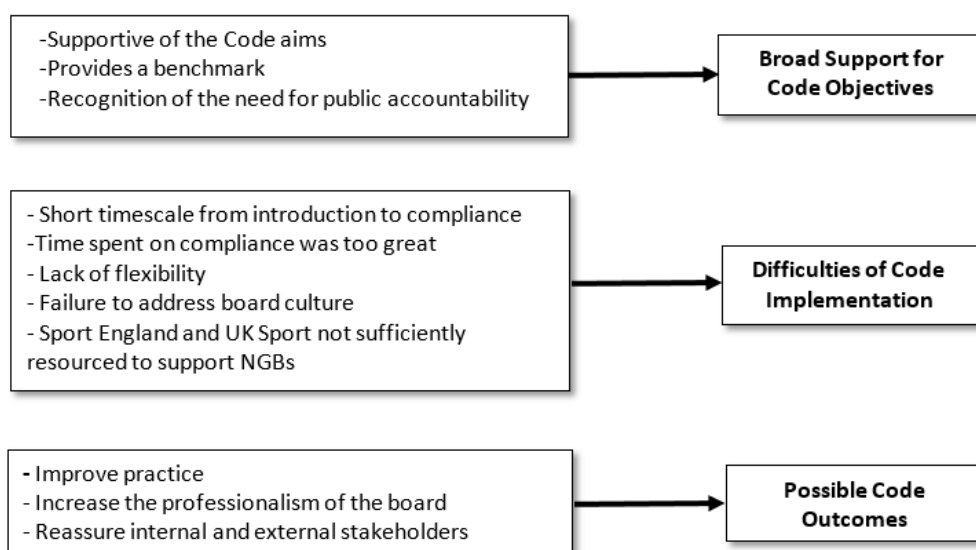 -Supportive of the Code aims
-Provides a benchmark
-Recognition of the need for public accountability
Broad Support for
Code Objectives
- Short timescale from introduction to compliance
-Time spent on compliance was too great
- Lack of flexibility
- Failure to address board culture
- Sport England and UK Sport not sufficiently
resourced to support NGBs
Difficulties of Code
Implementation
- Improve practice
- Increase the professionalism of the board
- Reassure internal and external stakeholders
Possible Code
Outcomes